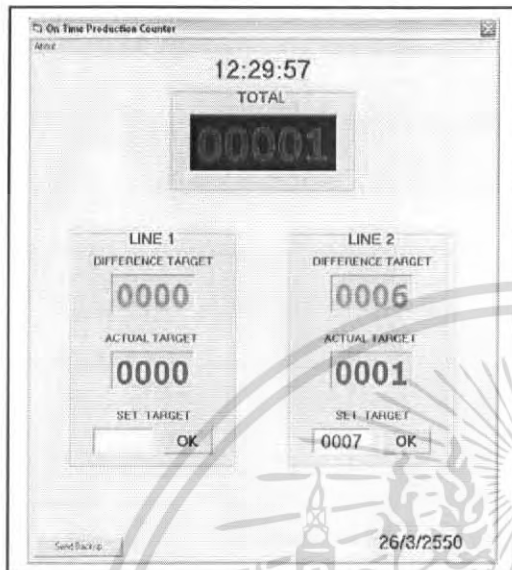 On Time Production Counter
About
12:29:57
TOTAL
00001
LINE 1
DIFFERENCE TARGET
0000
ACTUAL TARGET
0000
SET TARGET
OK
LINE 2
DIFFERENCE TARGET
0006
ACTUAL TARGET
0001
SET TARGET
0007 OK
Send Backup
26/3/2550